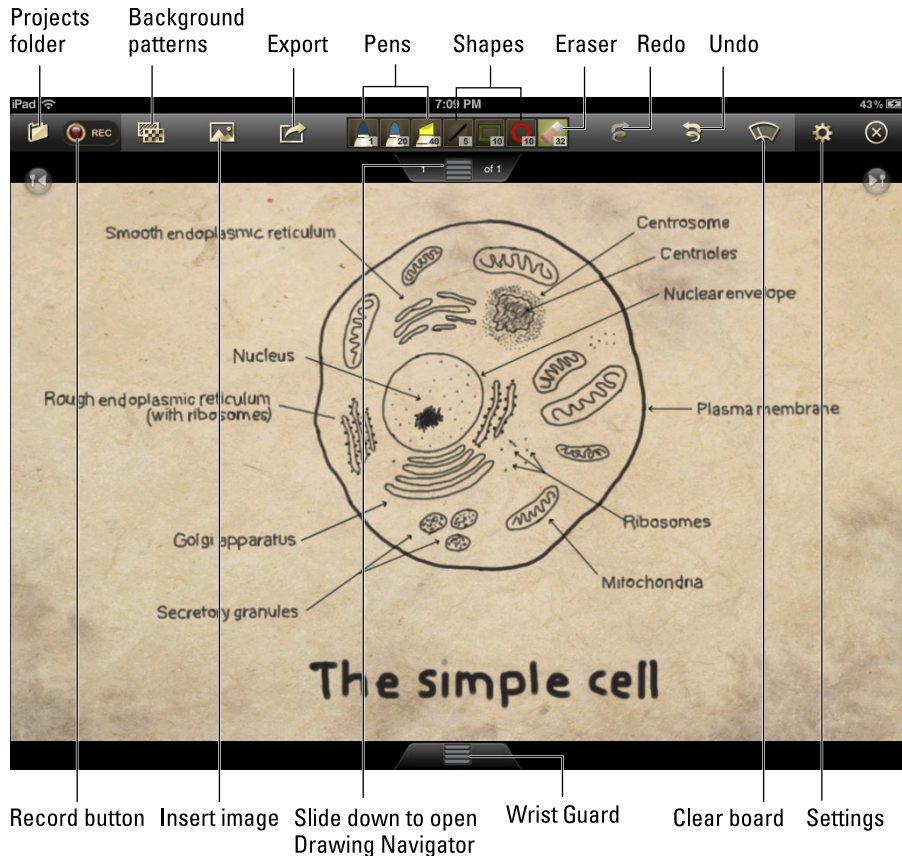 Projects folder
Background patterns
Export
Pens
Shapes
Eraser
Redo
Undo
iPad
7:09 PM
43%
REC
1
20
40
5
10
10
32
1 of 1
Smooth endoplasmic reticulum
Centrosome
Centrioles
Nuclear envelope
Nucleus
Rough endoplasmic reticulum
(with ribosomes)
Plasma membrane
Golgi apparatus
Ribosomes
Mitochondria
Secretory granules
The simple cell
Record button
Insert image
Slide down to open
Drawing Navigator
Wrist Guard
Clear board
Settings